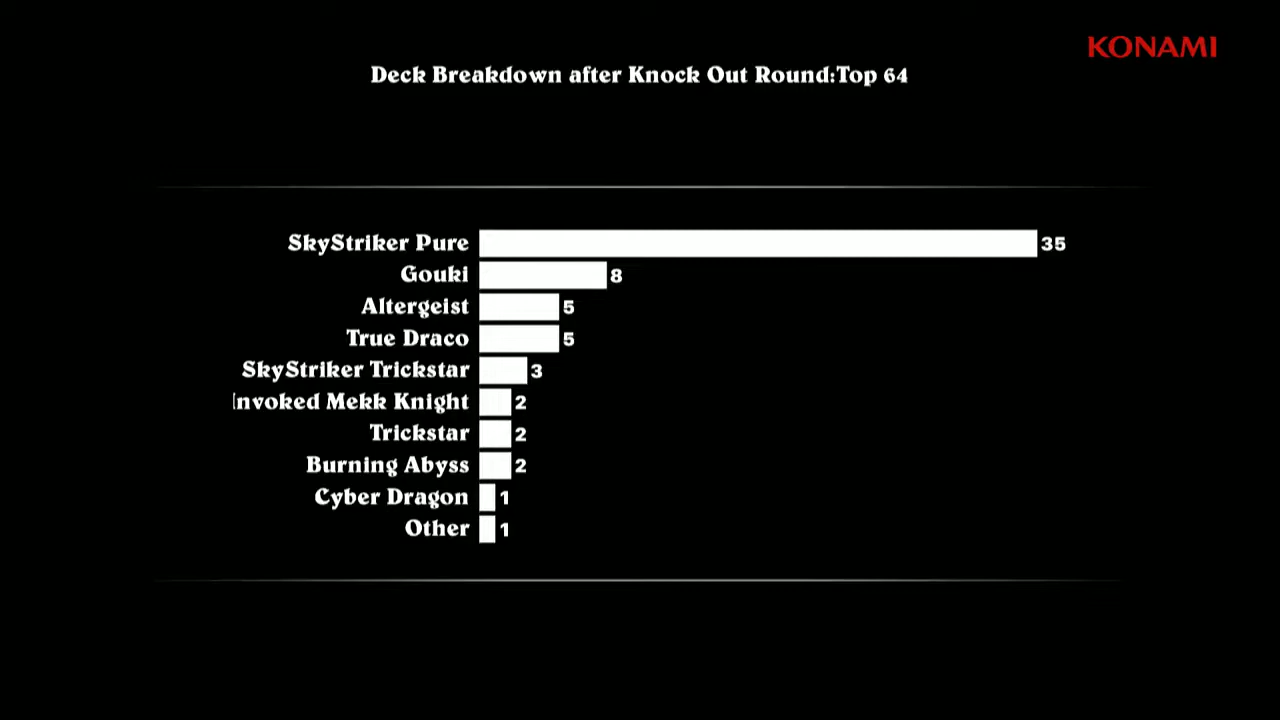 KONAMI
Deck Breakdown after Knock Out Round:Top 64
SkyStriker Pure 35
Gouki 8
Altergeist 5
True Draco 5
SkyStriker Trickstar 3
Invoked Mekk Knight 2
Trickstar 2
Burning Abyss 2
Cyber Dragon 1
Other 1